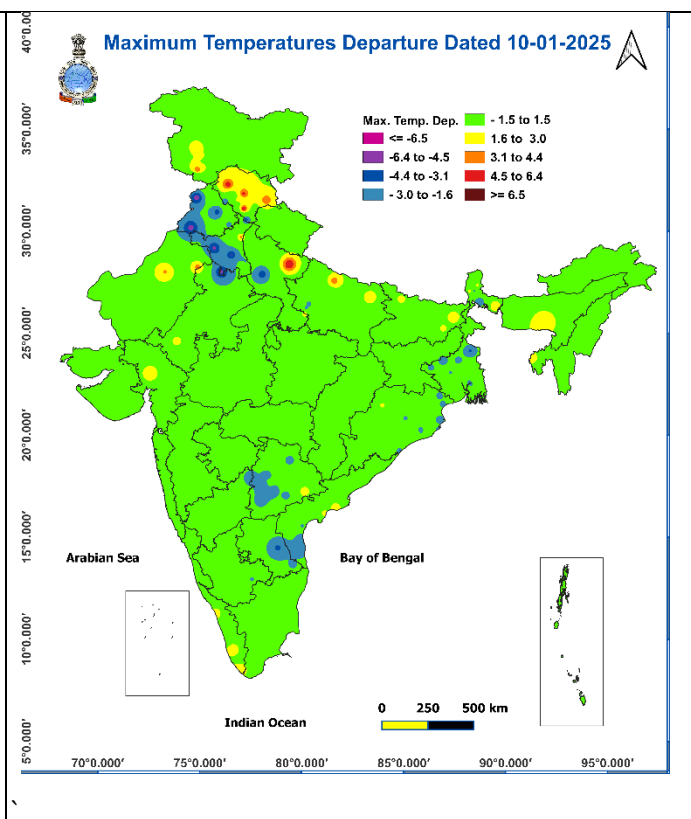 Maximum Temperatures Departure Dated 10-01-2025
Max. Temp. Dep.
<= -6.5
-6.4 to -4.5
-4.4 to -3.1
- 3.0 to -1.6
- 1.5 to 1.5
1.6 to 3.0
3.1 to 4.4
4.5 to 6.4
>= 6.5
40°0.000'
35°0.000'
30°0.000'
25°0.000'
20°0.000'
15°0.000'
10°0.000'
5°0.000'
Arabian Sea
Bay of Bengal
Indian Ocean
0 250 500 km
70°0.000' 75°0.000' 80°0.000' 85°0.000' 90°0.000' 95°0.000'
`